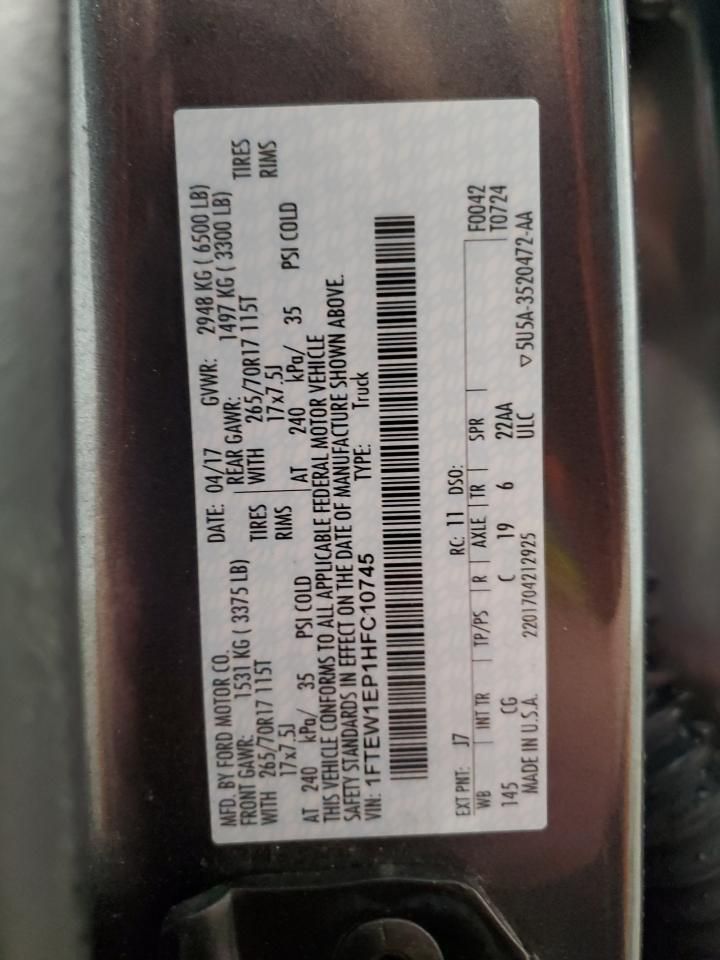 MFD. BY FORD MOTOR CO. DATE: 04/17 GVWR: 2948 KG ( 6500 LB)
FRONT GAWR: 1531 KG ( 3375 LB) REAR GAWR: 1497 KG ( 3300 LB)
WITH 265/70R17 115T TIRES WITH 265/70R17 115T TIRES
17x7.5J RIMS 17x7.5J RIMS
AT 240 kPa/ 35 PSI COLD AT 240 kPa/ 35 PSI COLD
THIS VEHICLE CONFORMS TO ALL APPLICABLE FEDERAL MOTOR VEHICLE
SAFETY STANDARDS IN EFFECT ON THE DATE OF MANUFACTURE SHOWN ABOVE.
VIN: 1FTEW1EP1HFC10745 TYPE: Truck
EXT PNT: J7 RC: 11 DSO: F0042
WB INT TR TP/PS R AXLE TR SPR T0724
145 CG C 19 6 22AA
MADE IN U.S.A. 2201704212925 ULC ▽ 5U5A-3520472-AA